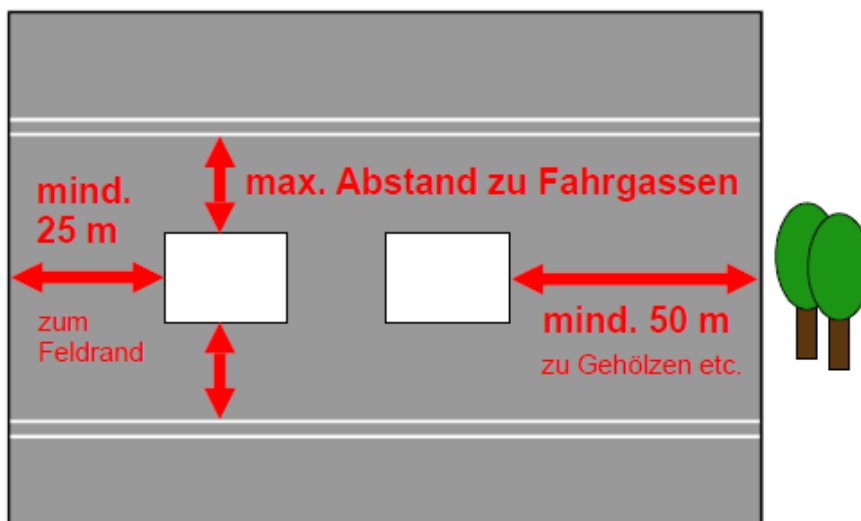 max. Abstand zu Fahrgassen
mind.
25 m
zum
Feldrand
mind. 50 m
zu Gehölzen etc.